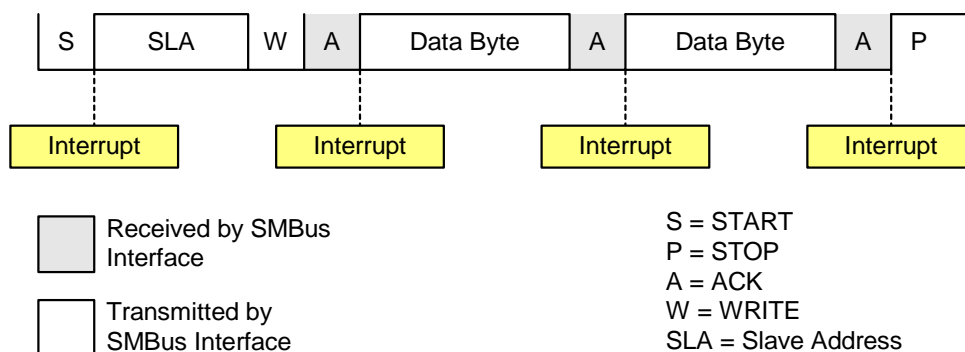 S SLA W A Data Byte A Data Byte A P
Interrupt Interrupt Interrupt Interrupt
Received by SMBus
Interface
Transmitted by
SMBus Interface
S = START
P = STOP
A = ACK
W = WRITE
SLA = Slave Address